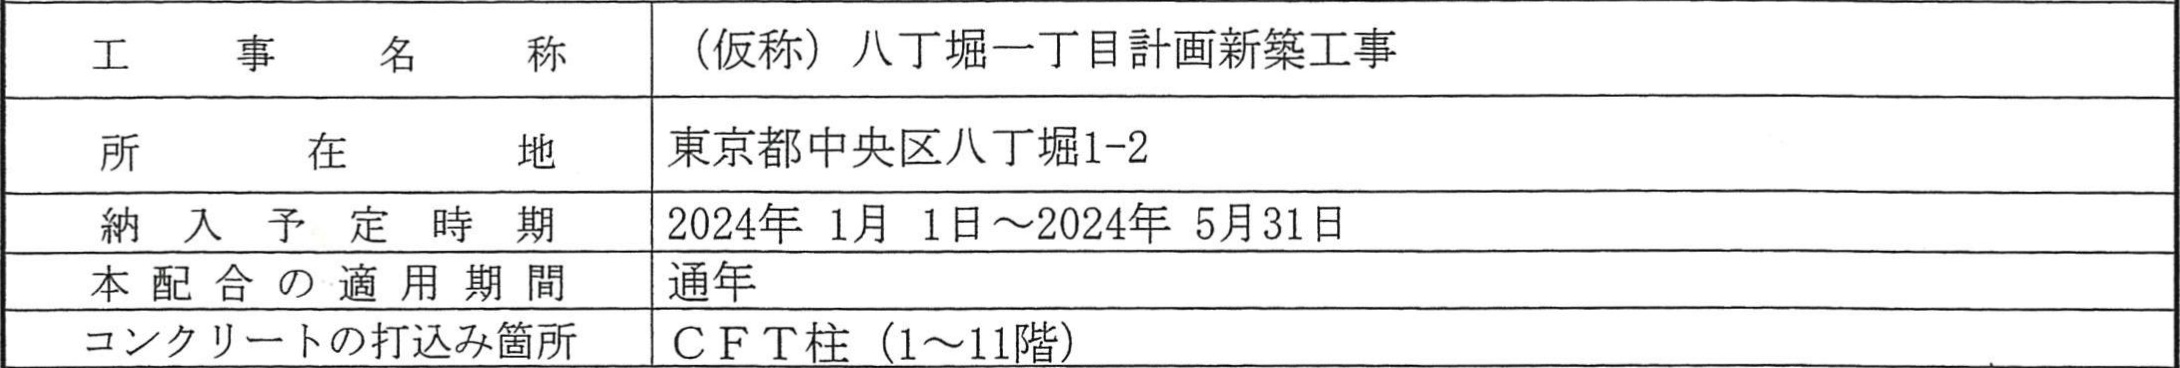 工事名称 （仮称）八丁堀一丁目計画新築工事
所在地 東京都中央区八丁堀1-2
納入予定時期 2024年 1月 1日～2024年 5月31日
本配合の適用期間 通年
コンクリートの打込み箇所 ＣＦＴ柱（1～11階）